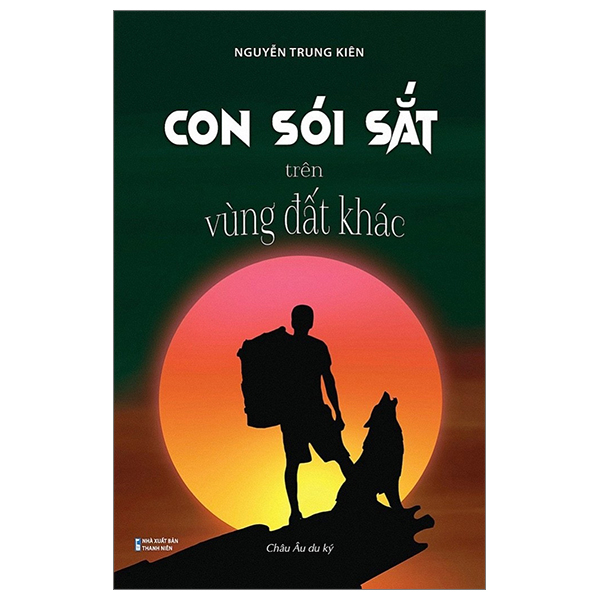 NGUYỄN TRUNG KIÊN
CON SÓI SẮT
trên
vùng đất khác
NHÀ XUẤT BẢN
THANH NIÊN
Châu Âu du ký